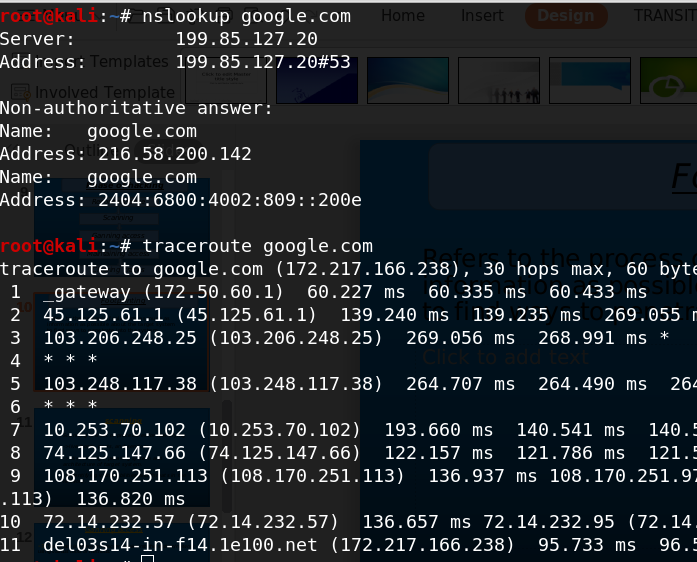 root@kali:~# nslookup google.com
Server:         199.85.127.20
Address:        199.85.127.20#53

Non-authoritative answer:
Name:   google.com
Address: 216.58.200.142
Name:   google.com
Address: 2404:6800:4002:809::200e

root@kali:~# traceroute google.com
traceroute to google.com (172.217.166.238), 30 hops max, 60 byte
 1  _gateway (172.50.60.1)  60.227 ms  60.335 ms  60.433 ms
 2  45.125.61.1 (45.125.61.1)  139.240 ms  139.235 ms  269.055 m
 3  103.206.248.25 (103.206.248.25)  269.056 ms  268.991 ms *
 4  * * *
 5  103.248.117.38 (103.248.117.38)  264.707 ms  264.490 ms  264
 6  * * *
 7  10.253.70.102 (10.253.70.102)  193.660 ms  140.541 ms  140.5
 8  74.125.147.66 (74.125.147.66)  122.157 ms  121.786 ms  121.5
 9  108.170.251.113 (108.170.251.113)  136.937 ms 108.170.251.97
.113)  136.820 ms
10  72.14.232.57 (72.14.232.57)  136.657 ms 72.14.232.95 (72.14.
11  del03s14-in-f14.1e100.net (172.217.166.238)  95.733 ms  96.5
Home
Insert
Design
TRANSIT
Templates
Involved Template
Refers to the process
Click to add text